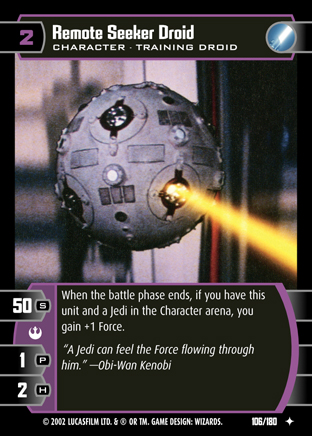 2
Remote Seeker Droid
CHARACTER · TRAINING DROID
50 S
When the battle phase ends, if you have this
unit and a Jedi in the Character arena, you
gain +1 Force.
1 P
"A Jedi can feel the Force flowing through
him." —Obi-Wan Kenobi
2 H
© 2002 LUCASFILM LTD. & ® OR TM. GAME DESIGN: WIZARDS.
106/180